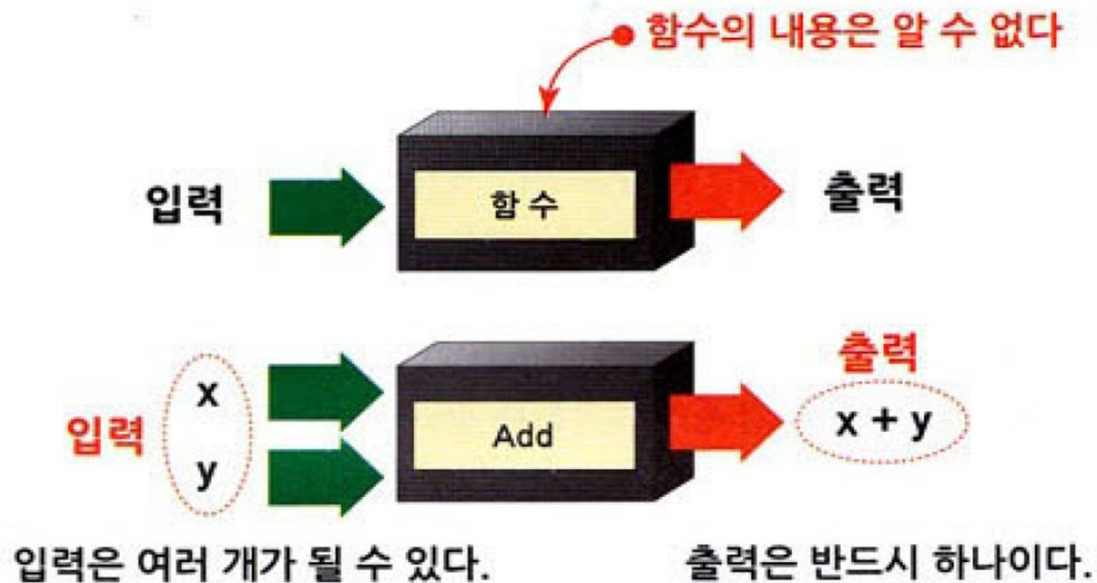 함수의 내용은 알 수 없다
입력
함 수
출력
출력
입력
x
y
Add
x + y
입력은 여러 개가 될 수 있다.
출력은 반드시 하나이다.